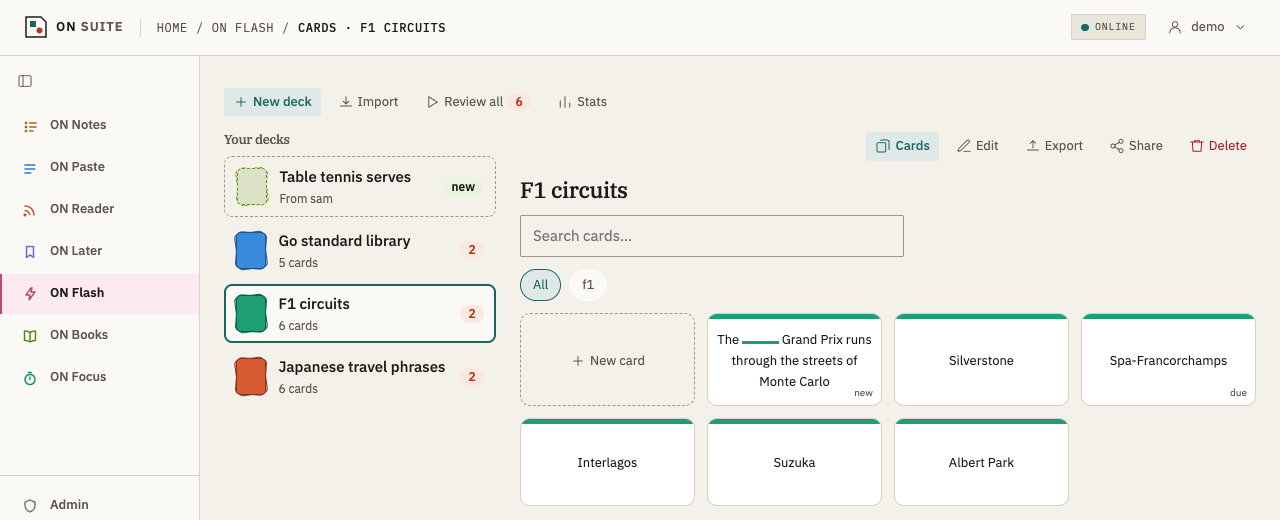 ON SUITE
HOME / ON FLASH / CARDS · F1 CIRCUITS
ONLINE
demo
ON Notes
ON Paste
ON Reader
ON Later
ON Flash
ON Books
ON Focus
Admin
New deck
Import
Review all 6
Stats
Your decks
Table tennis serves
From sam
new
Go standard library
5 cards
2
F1 circuits
6 cards
2
Japanese travel phrases
6 cards
2
Cards
Edit
Export
Share
Delete
F1 circuits
Search cards...
All
f1
New card
The ____ Grand Prix runs
through the streets of
Monte Carlo
new
Silverstone
Spa-Francorchamps
due
Interlagos
Suzuka
Albert Park